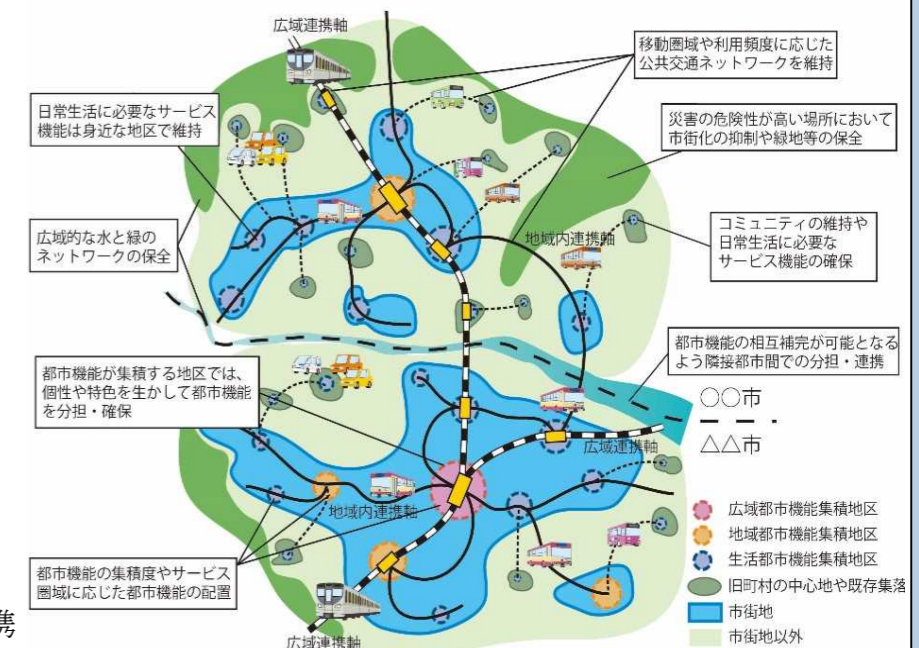 広域連携軸
移動圏域や利用頻度に応じた
公共交通ネットワークを維持
日常生活に必要なサービス
機能は身近な地区で維持
災害の危険性が高い場所において
市街化の抑制や緑地等の保全
広域的な水と緑の
ネットワークの保全
地域内連携軸
コミュニティの維持や
日常生活に必要な
サービス機能の確保
都市機能の相互補完が可能となる
よう隣接都市間での分担・連携
都市機能が集積する地区では、
個性や特色を生かして都市機能
を分担・確保
○○市
△△市
広域連携軸
地域内連携軸
広域都市機能集積地区
地域都市機能集積地区
生活都市機能集積地区
旧町村の中心地や既存集落
市街地
市街地以外
都市機能の集積度やサービス
圏域に応じた都市機能の配置
広域連携軸
携